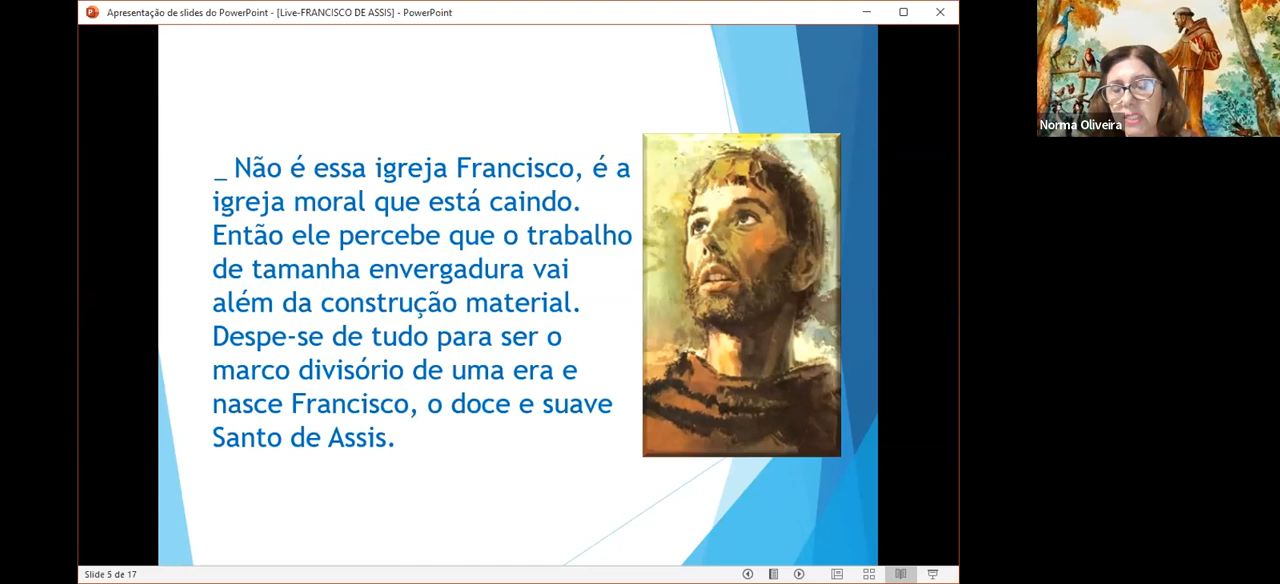 Apresentação de slides do PowerPoint - [Live-FRANCISCO DE ASSIS] - PowerPoint
_ Não é essa igreja Francisco, é a
igreja moral que está caindo.
Então ele percebe que o trabalho
de tamanha envergadura vai
além da construção material.
Despe-se de tudo para ser o
marco divisório de uma era e
nasce Francisco, o doce e suave
Santo de Assis.
Norma Oliveira
Slide 5 de 17